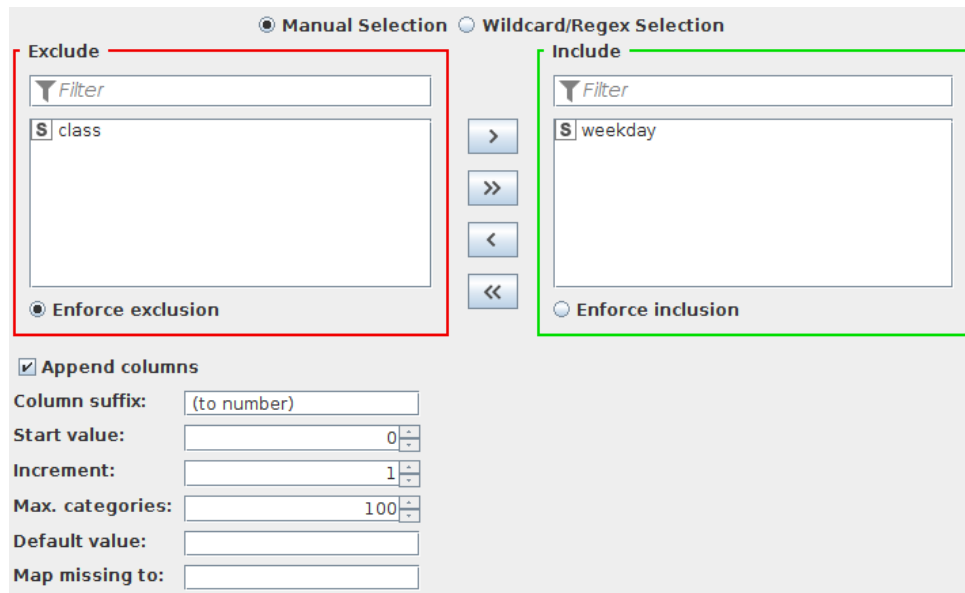 Manual Selection Wildcard/Regex Selection
Exclude
Filter
S class
Enforce exclusion
>
>>
<
<<
Include
Filter
S weekday
Enforce inclusion
Append columns
Column suffix: (to number)
Start value: 0
Increment: 1
Max. categories: 100
Default value:
Map missing to: